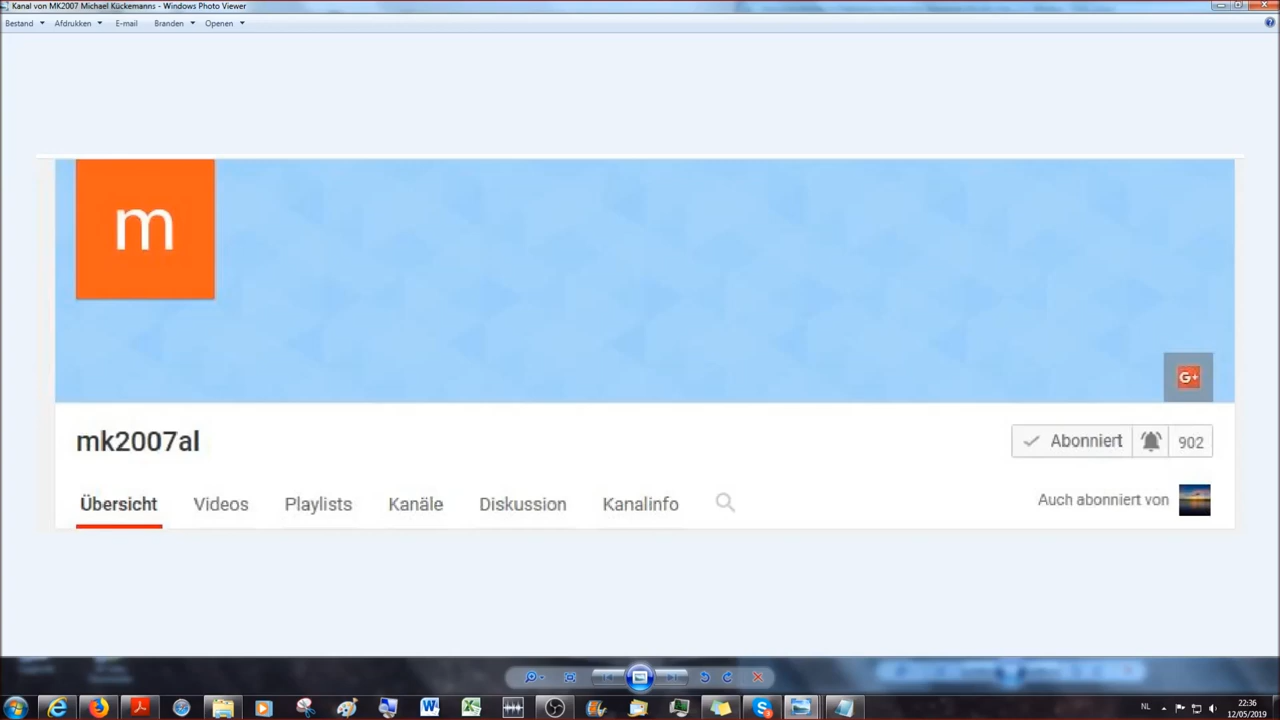 Kanal von MK2007 Michael Kückemanns - Windows Photo Viewer
Bestand Afdrukken E-mail Branden Openen
m
G+
mk2007al
Abonniert 902
Übersicht Videos Playlists Kanäle Diskussion Kanalinfo
Auch abonniert von
NL 22:36
12/05/2019